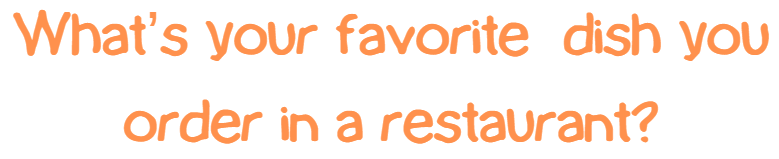 What's your favorite dish you
order in a restaurant?